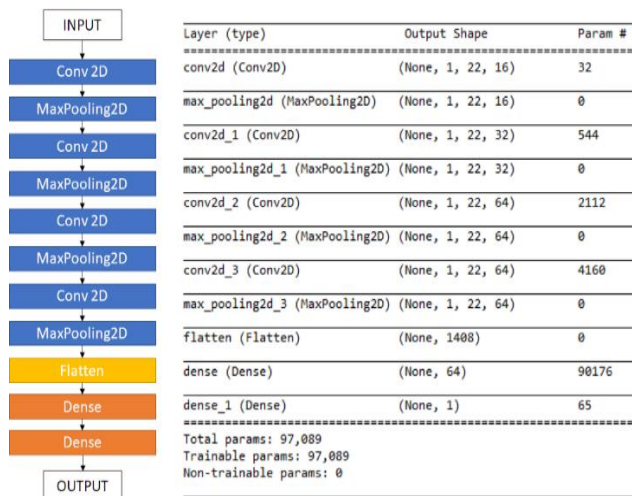 INPUT
Conv 2D
MaxPooling2D
Conv 2D
MaxPooling2D
Conv 2D
MaxPooling2D
Conv 2D
MaxPooling2D
Flatten
Dense
Dense
OUTPUT
Layer (type) Output Shape Param #
conv2d (Conv2D) (None, 1, 22, 16) 32
max_pooling2d (MaxPooling2D) (None, 1, 22, 16) 0
conv2d_1 (Conv2D) (None, 1, 22, 32) 544
max_pooling2d_1 (MaxPooling2D) (None, 1, 22, 32) 0
conv2d_2 (Conv2D) (None, 1, 22, 64) 2112
max_pooling2d_2 (MaxPooling2D) (None, 1, 22, 64) 0
conv2d_3 (Conv2D) (None, 1, 22, 64) 4160
max_pooling2d_3 (MaxPooling2D) (None, 1, 22, 64) 0
flatten (Flatten) (None, 1408) 0
dense (Dense) (None, 64) 90176
dense_1 (Dense) (None, 1) 65
Total params: 97,089
Trainable params: 97,089
Non-trainable params: 0